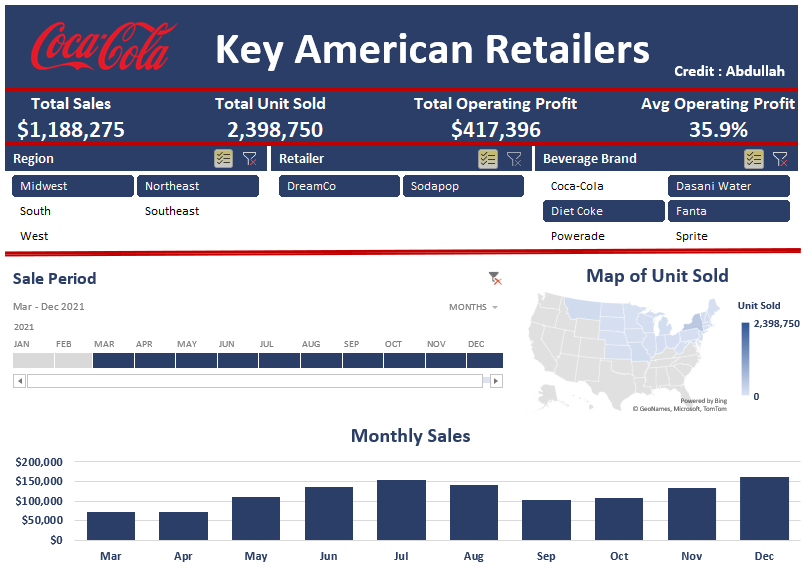 Coca-Cola
Key American Retailers
Credit : Abdullah
Total Sales Total Unit Sold Total Operating Profit Avg Operating Profit
$1,188,275 2,398,750 $417,396 35.9%
Region Retailer Beverage Brand
Midwest Northeast DreamCo Sodapop Coca-Cola Dasani Water
South Southeast Diet Coke Fanta
West Powerade Sprite
Sale Period
Mar - Dec 2021 MONTHS
2021
JAN FEB MAR APR MAY JUN JUL AUG SEP OCT NOV DEC
Map of Unit Sold
Unit Sold
2,398,750
0
Powered by Bing
© GeoNames, Microsoft, TomTom
Monthly Sales
$200,000
$150,000
$100,000
$50,000
$0
Mar Apr May Jun Jul Aug Sep Oct Nov Dec